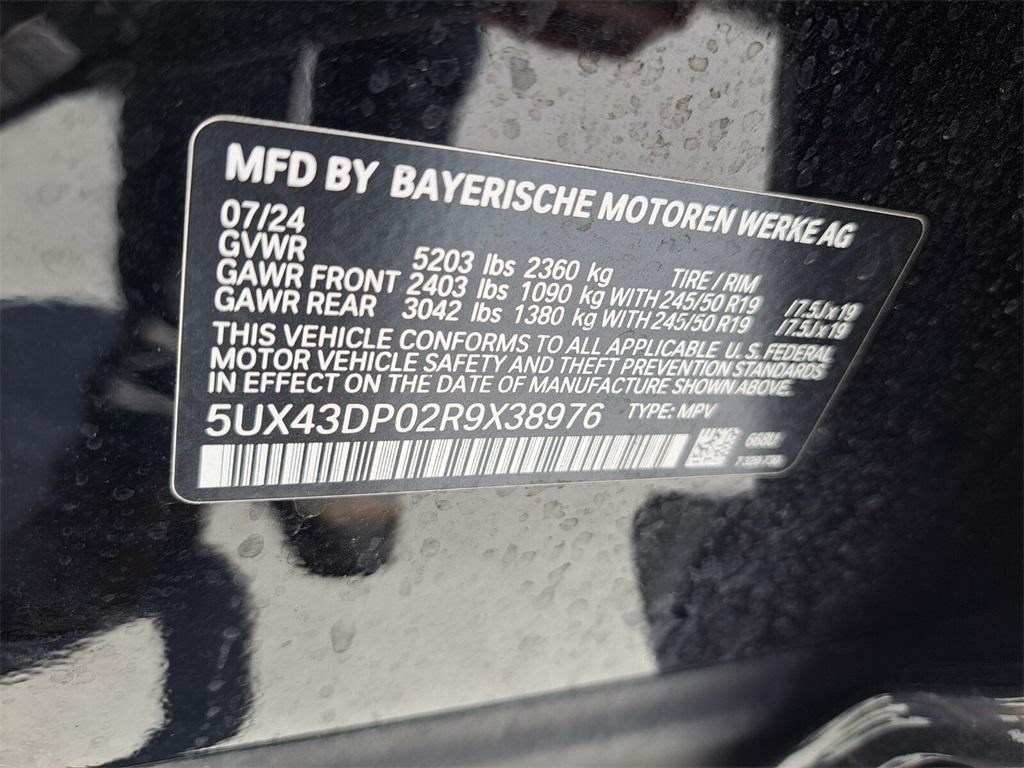 MFD BY BAYERISCHE MOTOREN WERKE AG
07/24
GVWR 5203 lbs 2360 kg TIRE / RIM
GAWR FRONT 2403 lbs 1090 kg WITH 245/50 R19 /7.5Jx19
GAWR REAR 3042 lbs 1380 kg WITH 245/50 R19 /7.5Jx19
THIS VEHICLE CONFORMS TO ALL APPLICABLE U. S. FEDERAL
MOTOR VEHICLE SAFETY AND THEFT PREVENTION STANDARDS
IN EFFECT ON THE DATE OF MANUFACTURE SHOWN ABOVE.
5UX43DP02R9X38976 TYPE: MPV